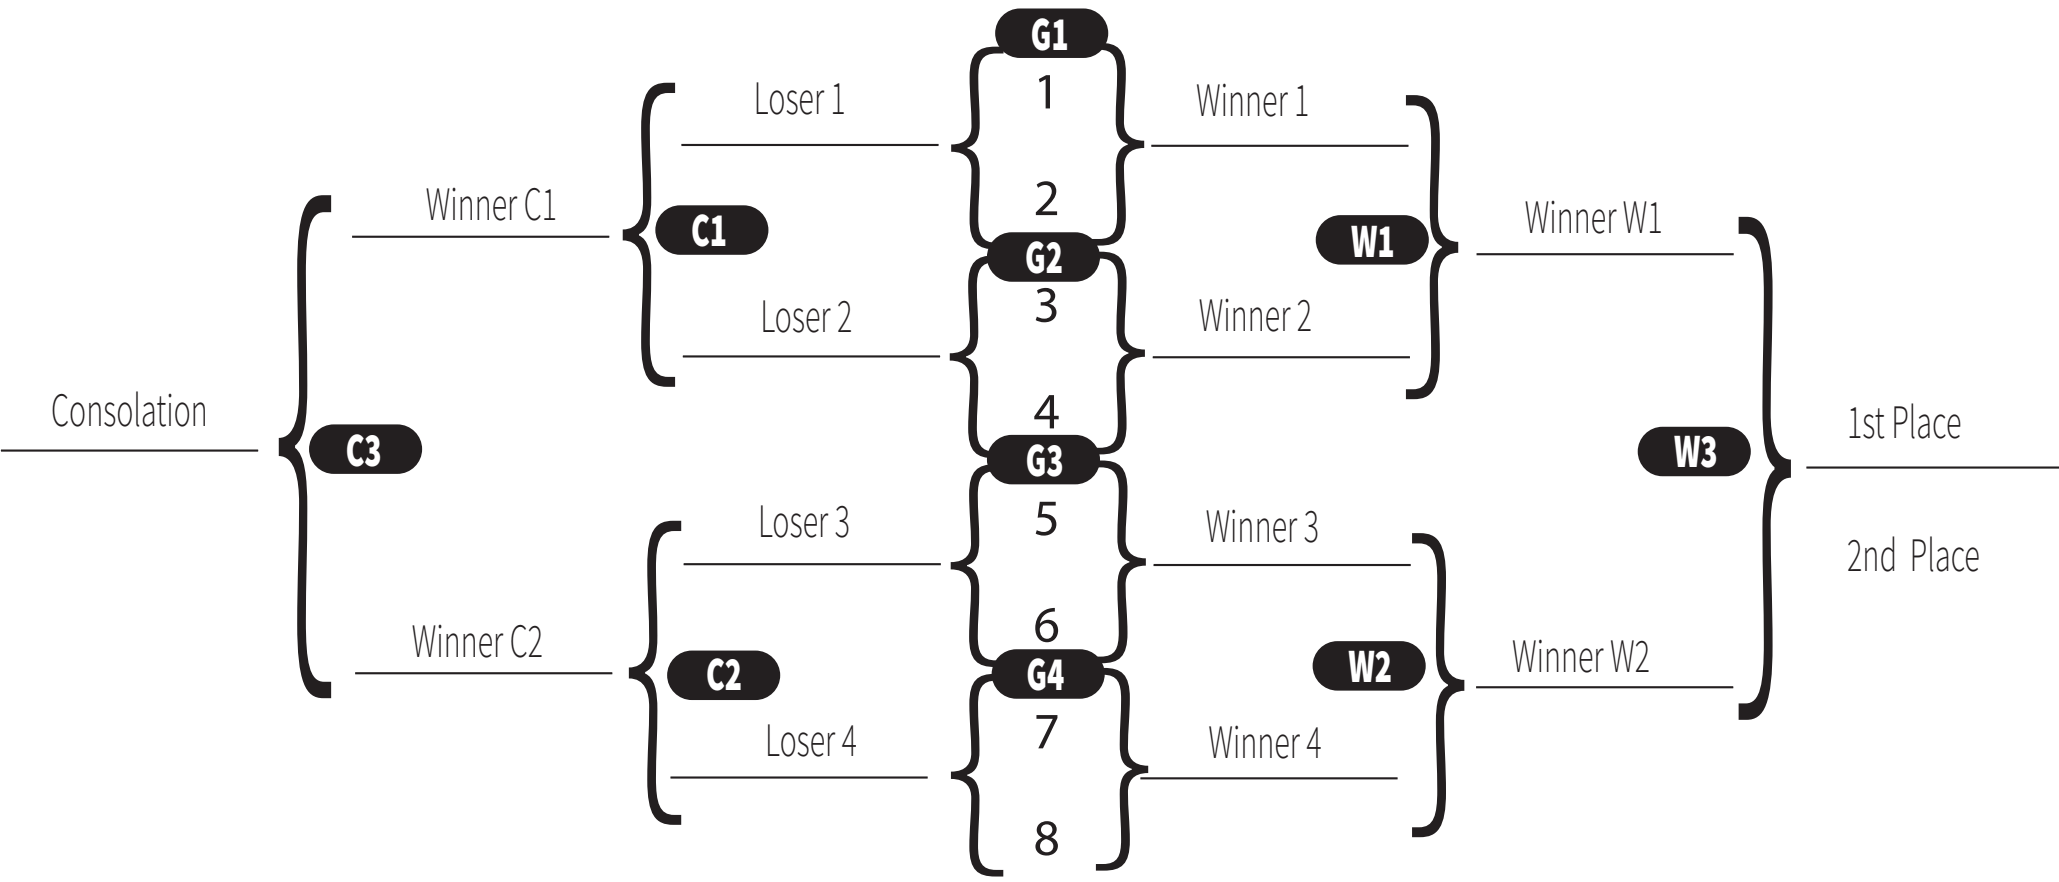 G1
1
Loser 1
Winner 1
2
Winner C1
C1
W1
Winner W1
G2
3
Loser 2
Winner 2
4
Consolation
C3
G3
W3
1st Place
5
Loser 3
Winner 3
2nd Place
6
Winner C2
C2
G4
W2
Winner W2
7
Loser 4
Winner 4
8